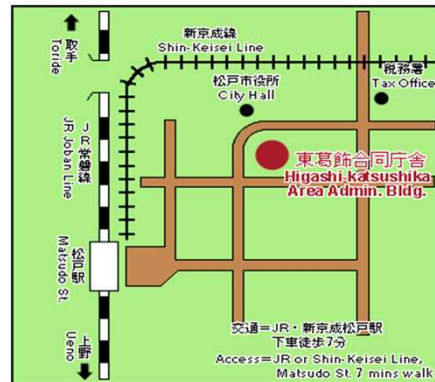 取手
Toride
新京成線
Shin-Keisei Line
松戸市役所
City Hall
税務署
Tax Office
JR常磐線
JR Joban Line
東葛飾合同庁舎
Higashi-katsushika
Area Admin. Bldg.
松戸駅
Matsudo St.
上野
Ueno
交通=JR・新京成松戸駅
下車徒歩7分
Access=JR or Shin-Keisei Line,
Matsudo St. 7 mins walk